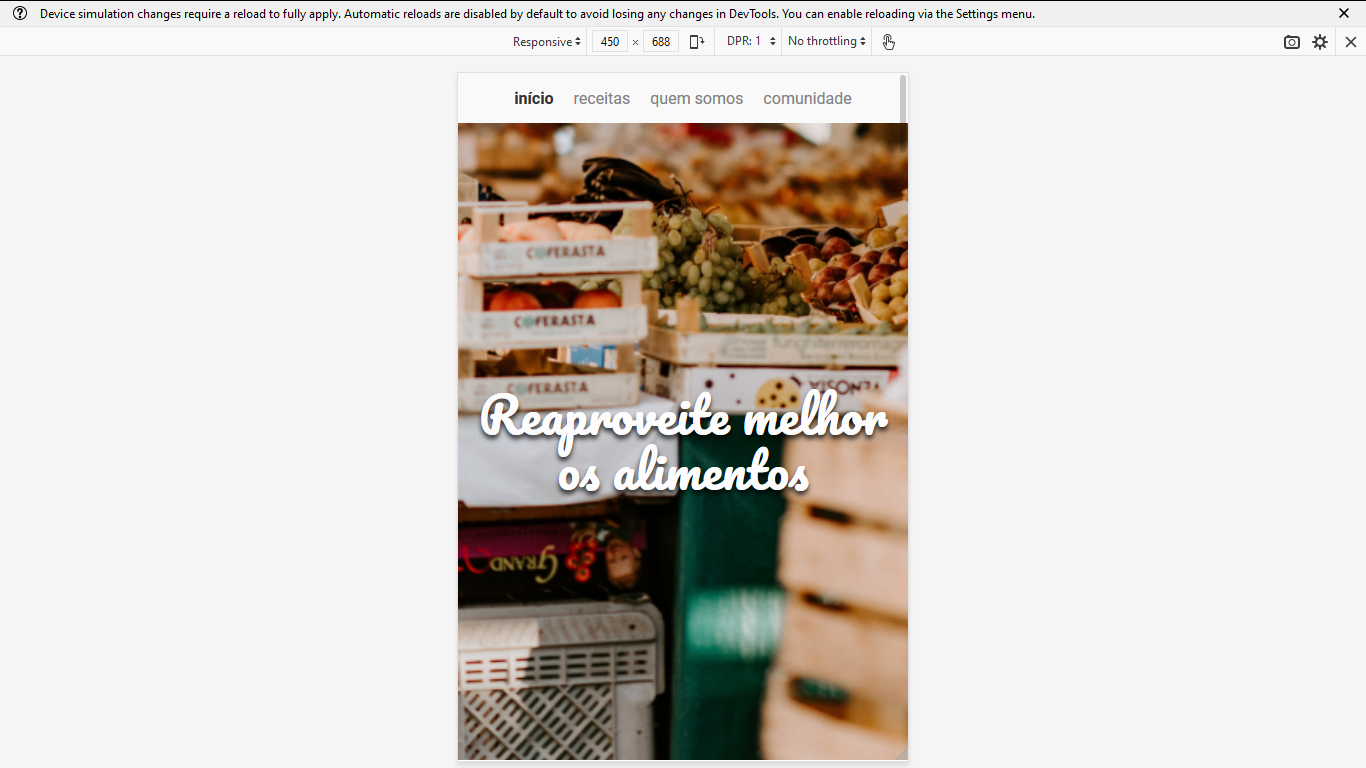 Device simulation changes require a reload to fully apply. Automatic reloads are disabled by default to avoid losing any changes in DevTools. You can enable reloading via the Settings menu.
Responsive 450 × 688 DPR: 1 No throttling
início receitas quem somos comunidade
COFERASTA
COFERASTA
COFERASTA
VENOSTA
Reaproveite melhor
os alimentos
GRAND